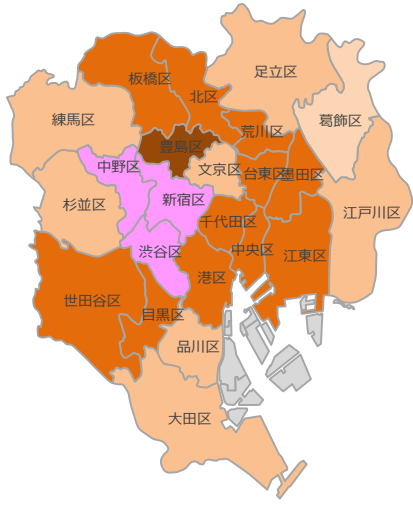 足立区
板橋区
北区
葛飾区
練馬区
荒川区
豊島区
中野区
文京区
台東区
墨田区
杉並区
新宿区
江戸川区
千代田区
渋谷区
中央区
江東区
港区
世田谷区
目黒区
品川区
大田区